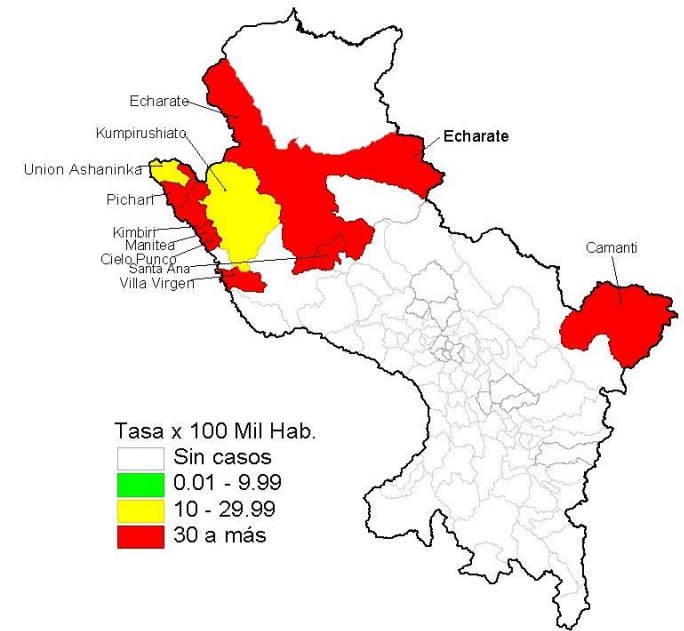 Echarate
Kumpirushiato
Echarate
Union Ashaninka
Pichari
Kimbiri
Manitea
Cielo Punco
Santa Ana
Villa Virgen
Camanti
Tasa x 100 Mil Hab.
Sin casos
0.01 - 9.99
10 - 29.99
30 a más